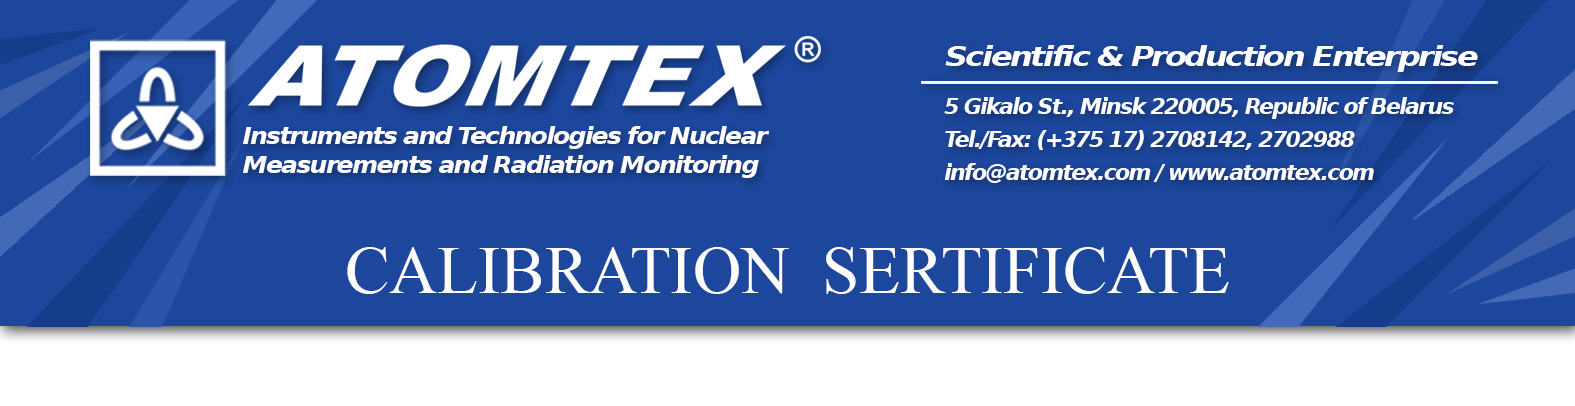 ATOMTEX®
Instruments and Technologies for Nuclear
Measurements and Radiation Monitoring
Scientific & Production Enterprise
5 Gikalo St., Minsk 220005, Republic of Belarus
Tel./Fax: (+375 17) 2708142, 2702988
info@atomtex.com / www.atomtex.com
CALIBRATION SERTIFICATE